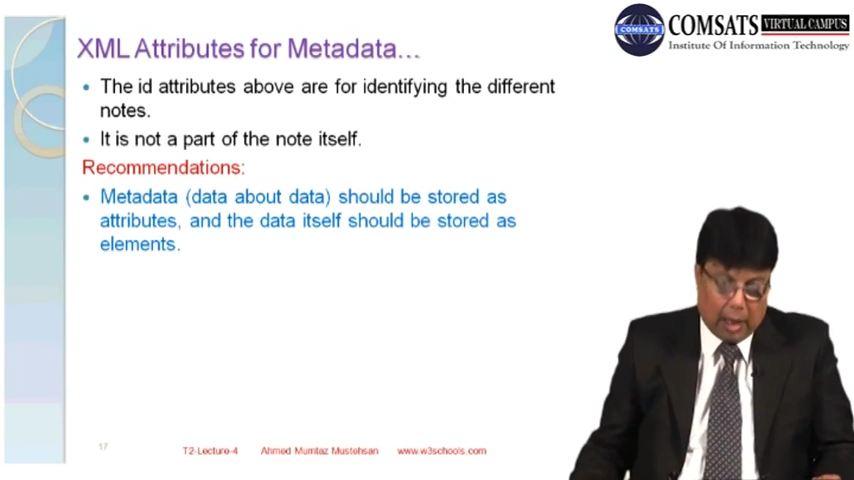 XML Attributes for Metadata...
COMSATS
COMSATS VIRTUAL CAMPUS
Institute Of Information Technology
• The id attributes above are for identifying the different
notes.
• It is not a part of the note itself.
Recommendations:
• Metadata (data about data) should be stored as
attributes, and the data itself should be stored as
elements.
17
T2-Lecture-4 Ahmed Mumtaz Mustehsan www.w3schools.com